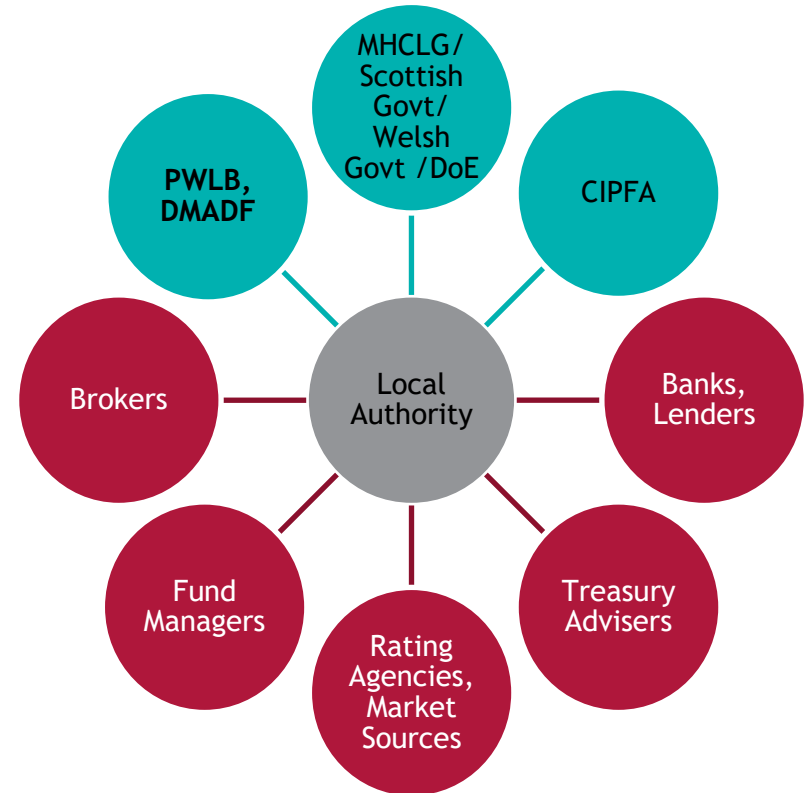 MHCLG/
Scottish
Govt/
Welsh
Govt /DoE
PWLB,
DMADF
CIPFA
Brokers
Local
Authority
Banks,
Lenders
Fund
Managers
Treasury
Advisers
Rating
Agencies,
Market
Sources